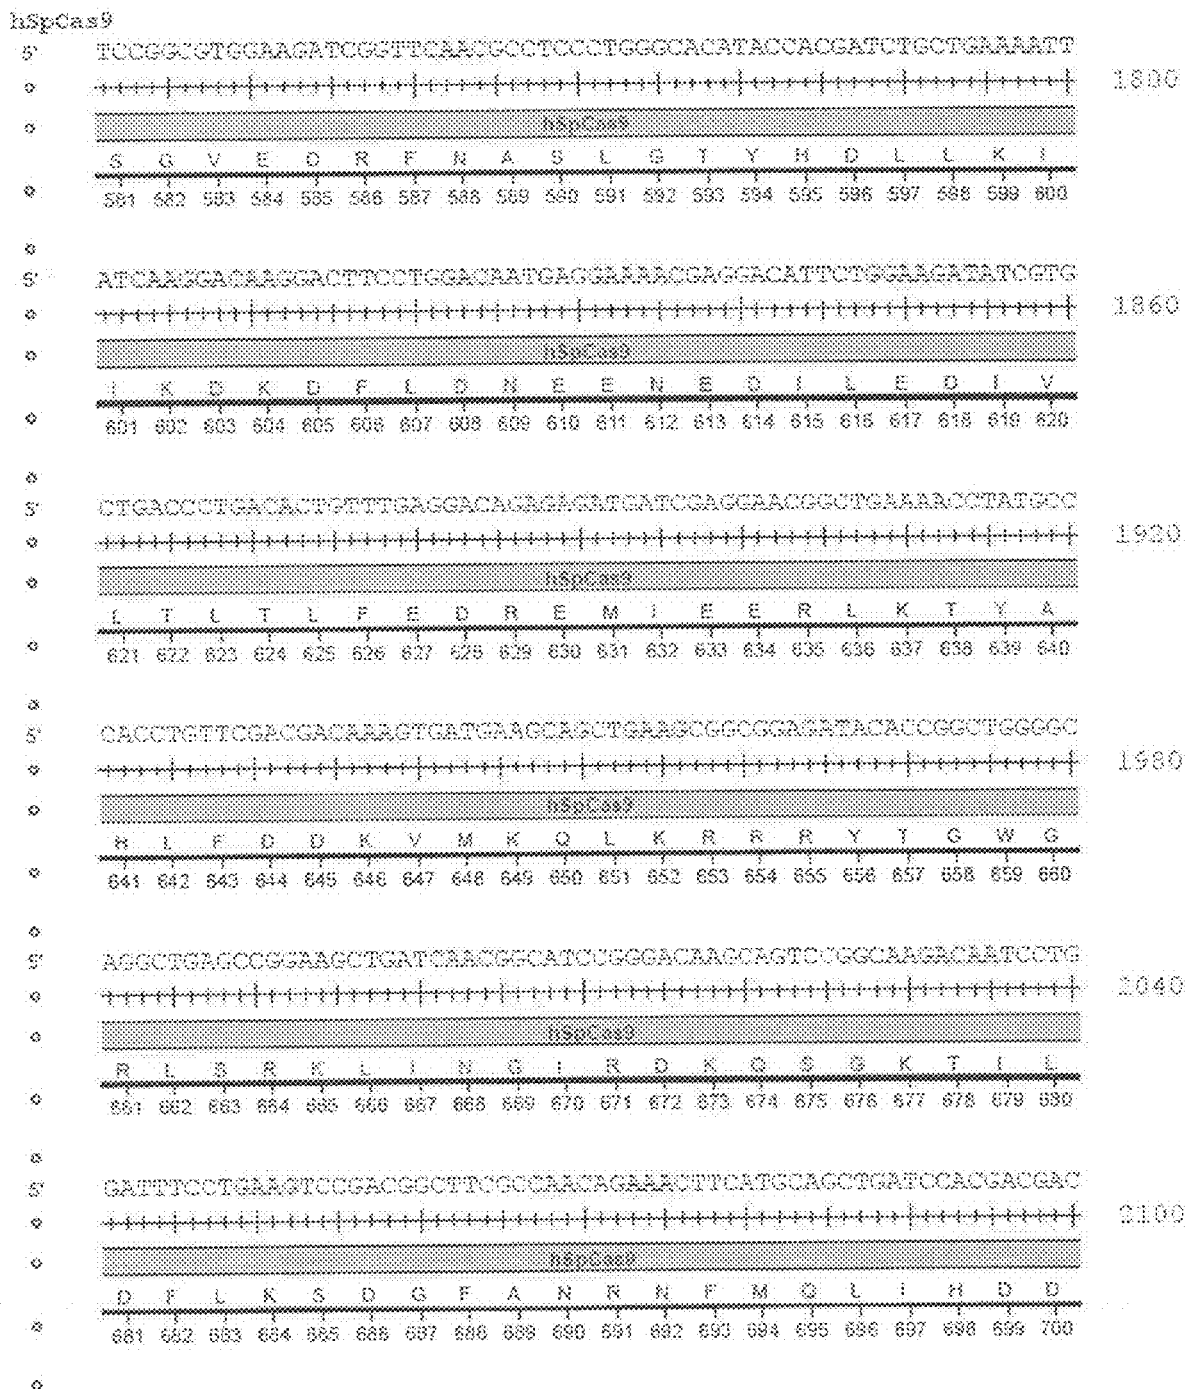 hSpCas9
5' TCCGGCGTGGAAGATCGGTTCAACGCCTCCCTGGGCACATACCACGATCTGCTGAAAATT
1800
hSpCas9
S G V E D R F N A S L G T Y H D L L K I
581 582 583 584 585 586 587 588 589 590 591 592 593 594 595 596 597 598 599 600
5' ATCAAGGACAAGGACTTCCTGGACAATGAGGAAAACGAGGACATTCTGGAAGATATCGTG
1860
hSpCas9
I K D K D F L D N E E N E D I L E D I V
601 602 603 604 605 606 607 608 609 610 611 612 613 614 615 616 617 618 619 620
5' CTGACCCTGACACTGTTTGAGGACAGAGAGATGATCGAGGAACGGCTGAAAACCTATGCC
1920
hSpCas9
L T L T L F E D R E M I E E R L K T Y A
621 622 623 624 625 626 627 628 629 630 631 632 633 634 635 636 637 638 639 640
5' CACCTGTTCGACGACAAAGTGATGAAGCAGCTGAAGCGGCGGAGATACACCGGCTGGGGC
1980
hSpCas9
H L F D D K V M K Q L K R R R Y T G W G
641 642 643 644 645 646 647 648 649 650 651 652 653 654 655 656 657 658 659 660
5' AGGCTGAGCCGGAAGCTGATCAACGGCATCCGGGACAAGCAGTCCGGCAAGACAATCCTG
2040
hSpCas9
R L S R K L I N G I R D K Q S G K T I L
661 662 663 664 665 666 667 668 669 670 671 672 673 674 675 676 677 678 679 680
5' GATTTCCTGAAGTCCGACGGCTTCGCCAACAGAAACTTCATGCAGCTGATCCACGACGAC
2100
hSpCas9
D F L K S D G F A N R N F M Q L I H D D
681 682 683 684 685 686 687 688 689 690 691 692 693 694 695 696 697 698 699 700